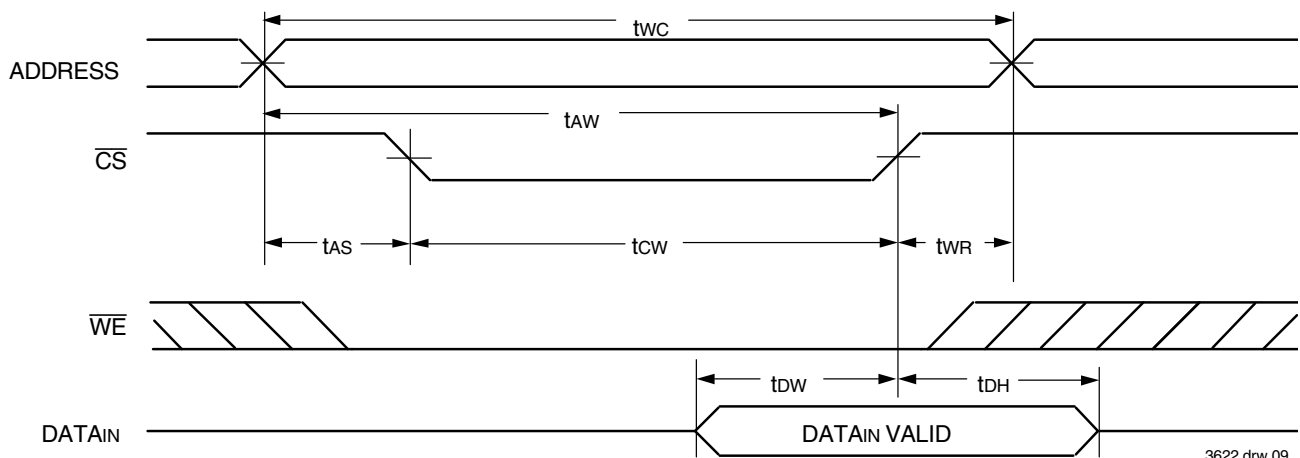 tWC
ADDRESS
tAW
CS
tAS tCW tWR
WE
tDW tDH
DATAIN DATAIN VALID
3622 drw 09